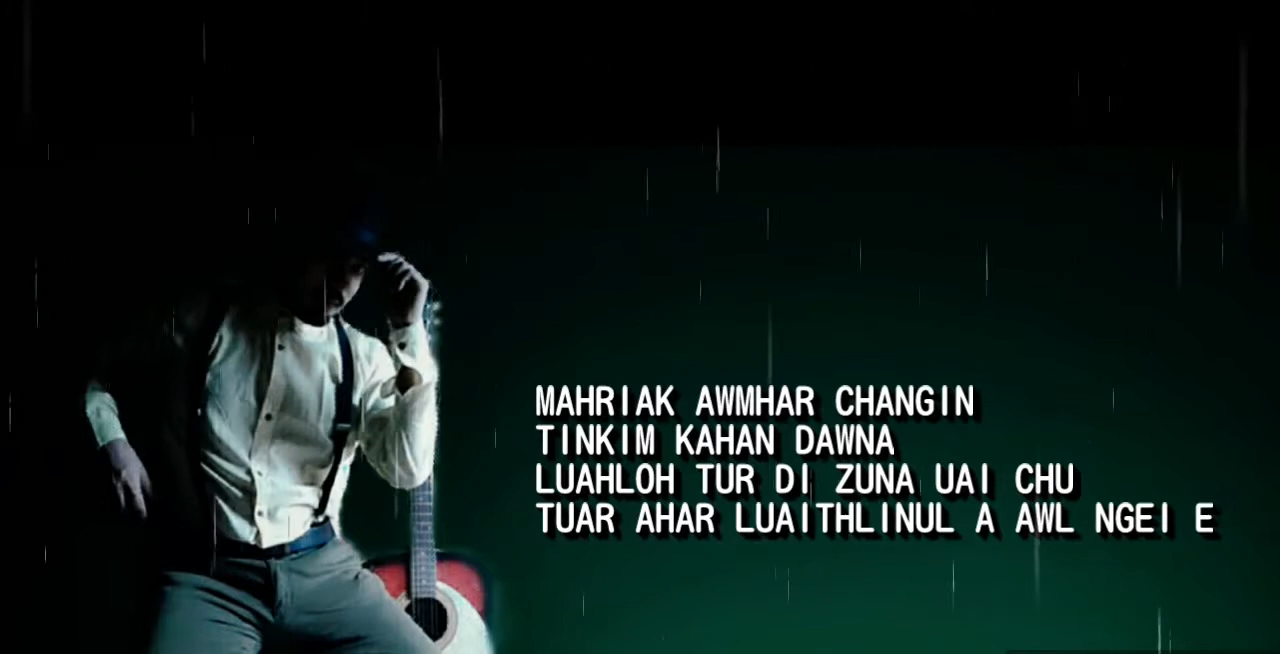 MAHRIAK AWMHAR CHANGIN
TINKIM KAHAN DAWNA
LUAHLOH TUR DI ZUNA UAI CHU
TUAR AHAR LUAITHLINUL A AWL NGEI E